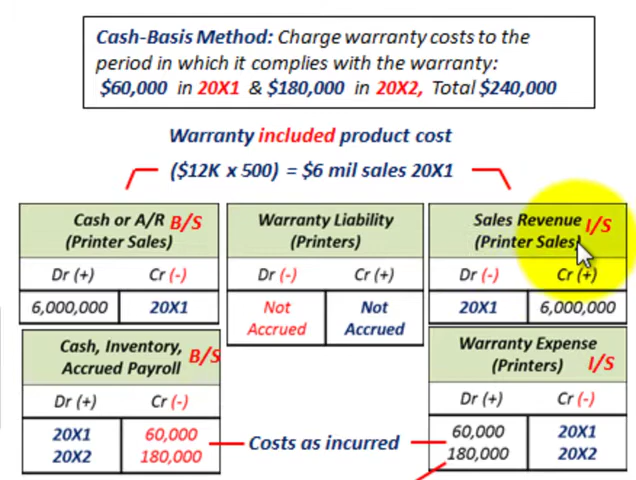 Cash-Basis Method: Charge warranty costs to the
period in which it complies with the warranty:
$60,000 in 20X1 & $180,000 in 20X2, Total $240,000
Warranty included product cost
($12K x 500) = $6 mil sales 20X1
Cash or A/R B/S
(Printer Sales)
Dr (+) Cr (-)
6,000,000 20X1
Warranty Liability
(Printers)
Dr (-) Cr (+)
Not Not
Accrued Accrued
Sales Revenue I/S
(Printer Sales)
Dr (-) Cr (+)
20X1 6,000,000
Cash, Inventory, B/S
Accrued Payroll
Dr (+) Cr (-)
20X1 60,000
20X2 180,000
Costs as incurred
Warranty Expense
(Printers) I/S
Dr (+) Cr (-)
60,000 20X1
180,000 20X2